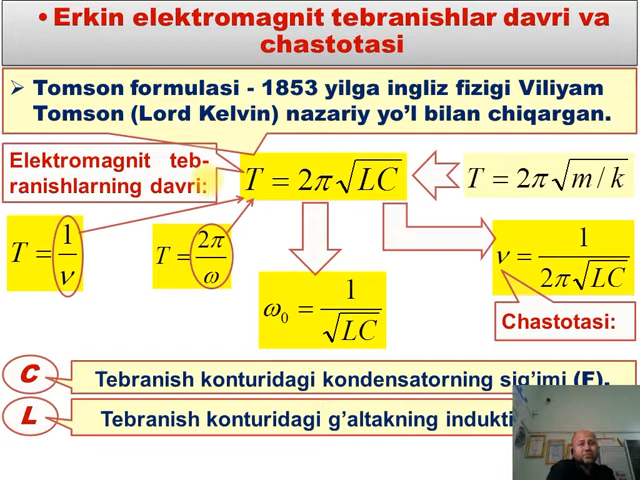 • Erkin elektromagnit tebranishlar davri va
chastotasi
➢ Tomson formulasi - 1853 yilga ingliz fizigi Viliyam
Tomson (Lord Kelvin) nazariy yo’l bilan chiqargan.
Elektromagnit teb-
ranishlarning davri:
T = 2π√LC
T = 2π√m / k
T = 1/ν
T = 2π/ω
ω₀ = 1/√LC
ν = 1/2π√LC
Chastotasi:
C
Tebranish konturidagi kondensatorning sig’imi (F).
L
Tebranish konturidagi g’altakning